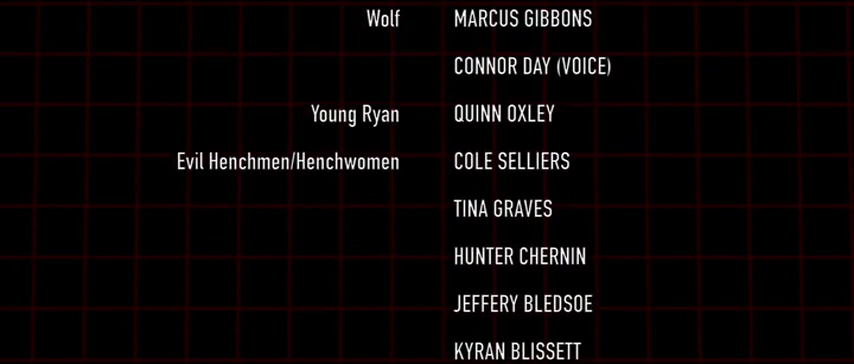 Wolf MARCUS GIBBONS
CONNOR DAY (VOICE)
Young Ryan QUINN OXLEY
Evil Henchmen/Henchwomen COLE SELLIERS
TINA GRAVES
HUNTER CHERNIN
JEFFERY BLEDSOE
KYRAN BLISSETT